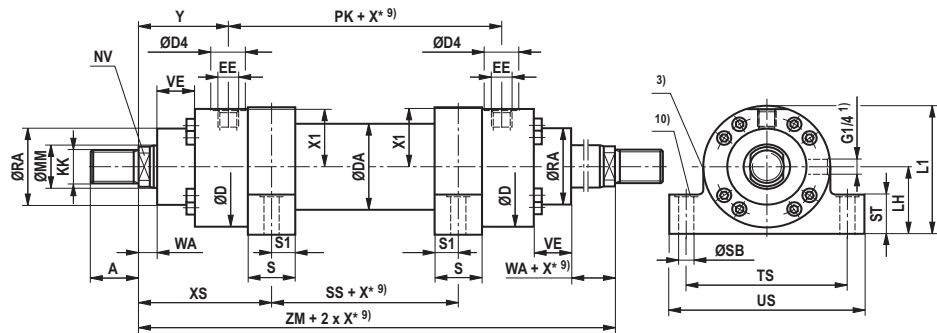 Y
PK + X* 9)
ØD4
ØD4
NV
EE
EE
VE
X1
X1
ØRA
ØMM
KK
ØDA
ØRA
ØD
ØD
WA
S1
S1
VE
A
S
S
WA + X* 9)
XS
SS + X* 9)
ZM + 2 x X* 9)
3)
10)
G1/4 1)
L1
LH
ST
ØSB
TS
US